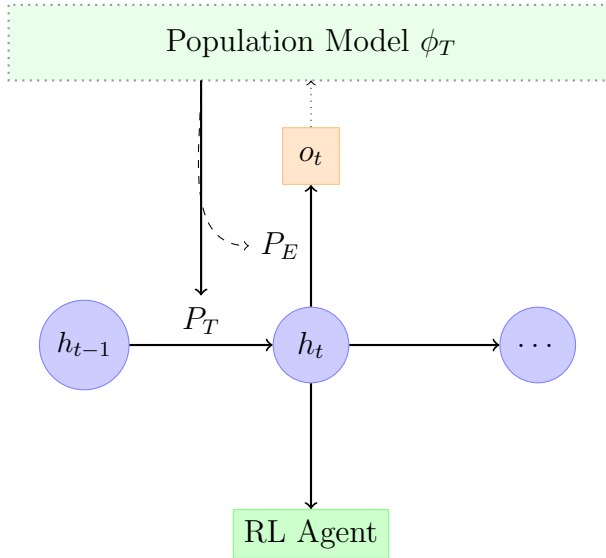 Population Model ϕ_T
o_t
P_E
P_T
h_{t−1}
h_t
⋯
RL Agent